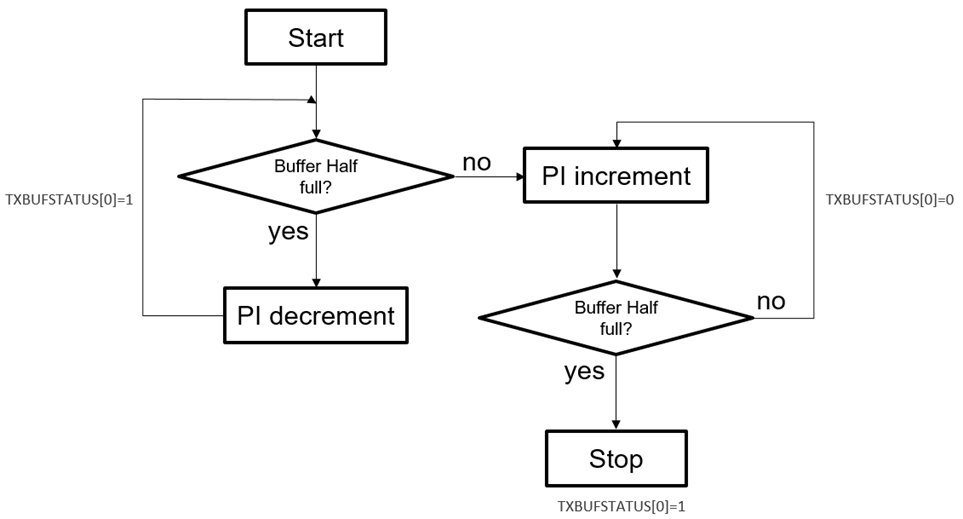 Start
Buffer Half
full?
no
PI increment
TXBUFSTATUS[0]=1
TXBUFSTATUS[0]=0
yes
PI decrement
Buffer Half
full?
no
yes
Stop
TXBUFSTATUS[0]=1